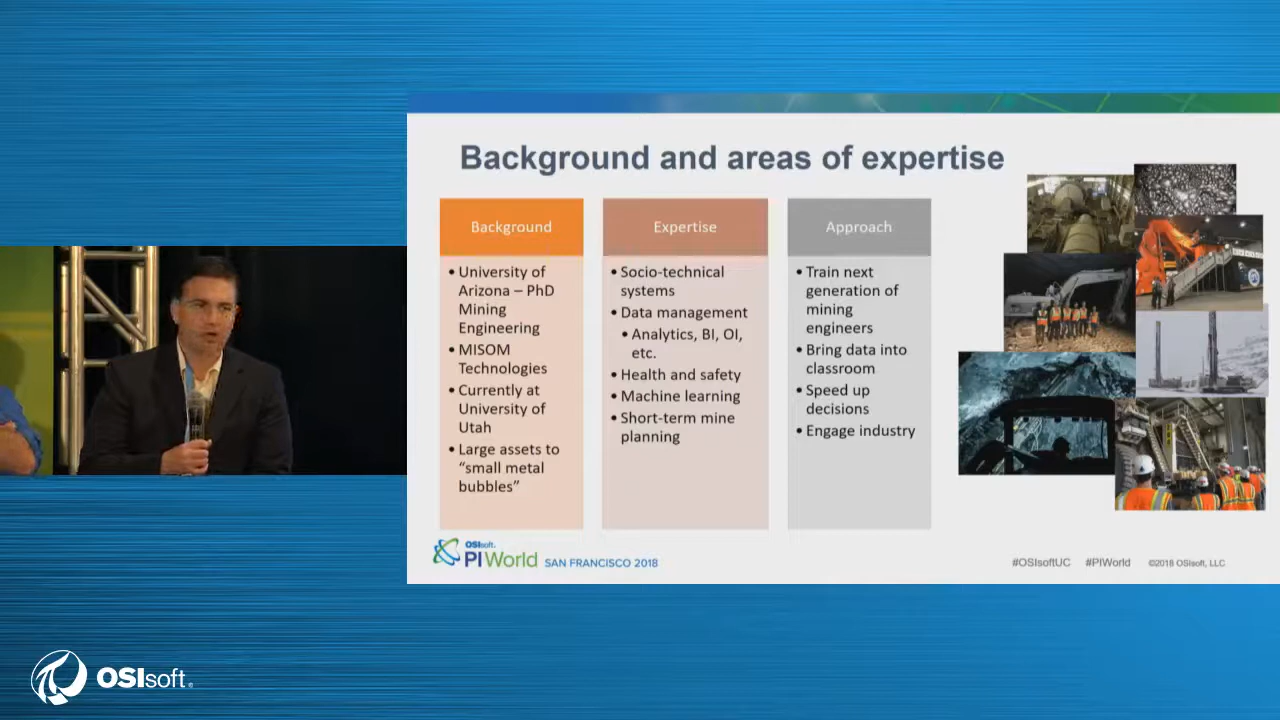 Background and areas of expertise
Background
• University of
Arizona – PhD
Mining
Engineering
• MISOM
Technologies
• Currently at
University of
Utah
• Large assets to
“small metal
bubbles”
Expertise
• Socio-technical
systems
• Data management
• Analytics, BI, OI,
etc.
• Health and safety
• Machine learning
• Short-term mine
planning
Approach
• Train next
generation of
mining
engineers
• Bring data into
classroom
• Speed up
decisions
• Engage industry
OSIsoft.
PI World SAN FRANCISCO 2018
#OSIsoftUC #PIWorld ©2018 OSIsoft, LLC
OSIsoft.